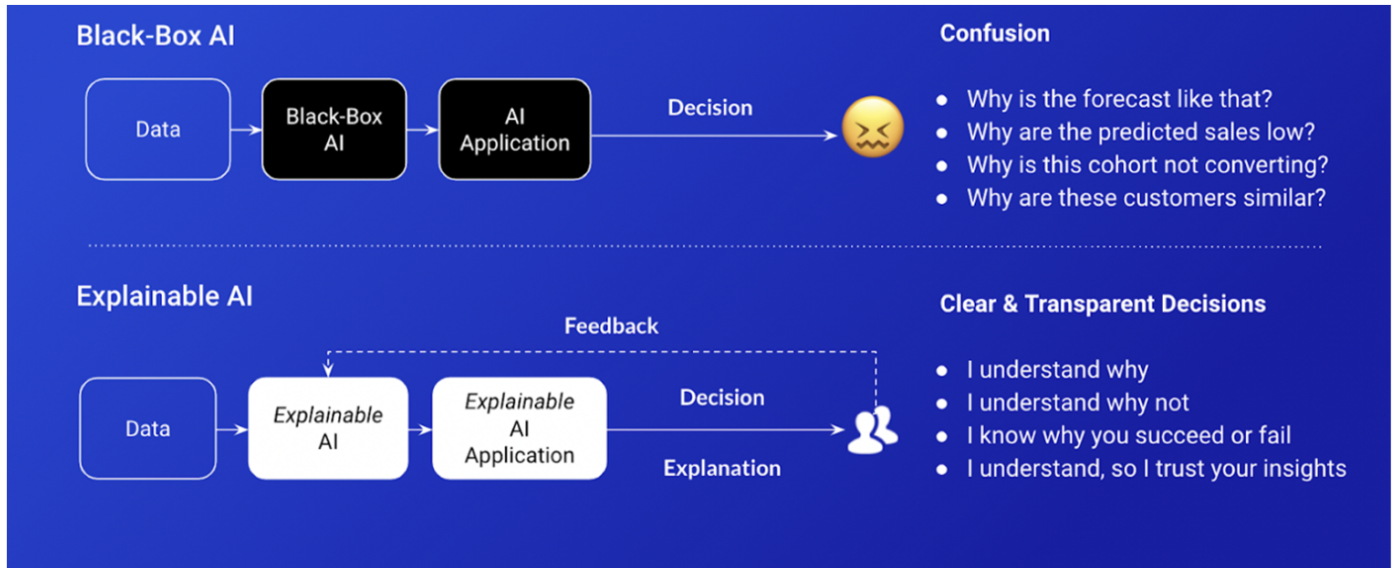 Black-Box AI
Data
Black-Box
AI
AI
Application
Decision
Confusion
● Why is the forecast like that?
● Why are the predicted sales low?
● Why is this cohort not converting?
● Why are these customers similar?
Explainable AI
Feedback
Data
Explainable
AI
Explainable
AI
Application
Decision
Explanation
Clear & Transparent Decisions
● I understand why
● I understand why not
● I know why you succeed or fail
● I understand, so I trust your insights